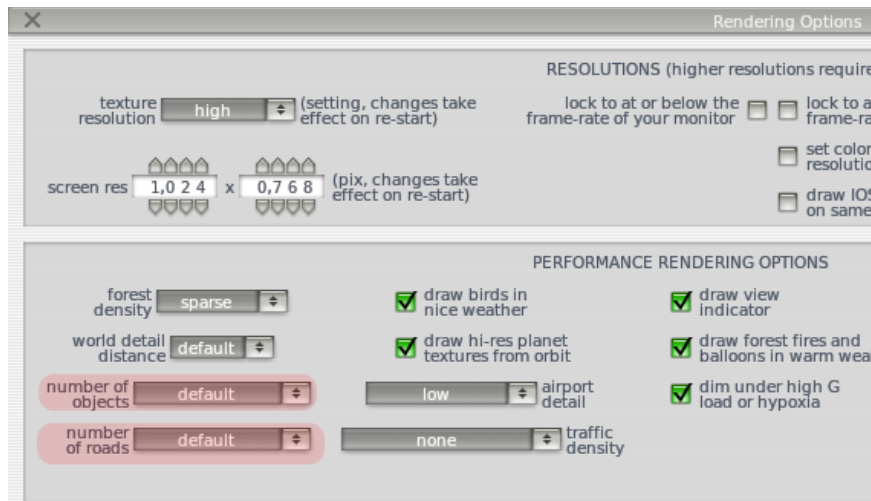 Rendering Options
RESOLUTIONS (higher resolutions require
texture
resolution
high
(setting, changes take
effect on re-start)
lock to at or below the
frame-rate of your monitor
lock to a
frame-ra
set color
resolutio
draw IOS
on same
screen res
1,0 2 4
x
0,7 6 8
(pix, changes take
effect on re-start)
PERFORMANCE RENDERING OPTIONS
forest
density
sparse
draw birds in
nice weather
draw view
indicator
world detail
distance
default
draw hi-res planet
textures from orbit
draw forest fires and
balloons in warm wea
number of
objects
default
low
airport
detail
dim under high G
load or hypoxia
number
of roads
default
none
traffic
density